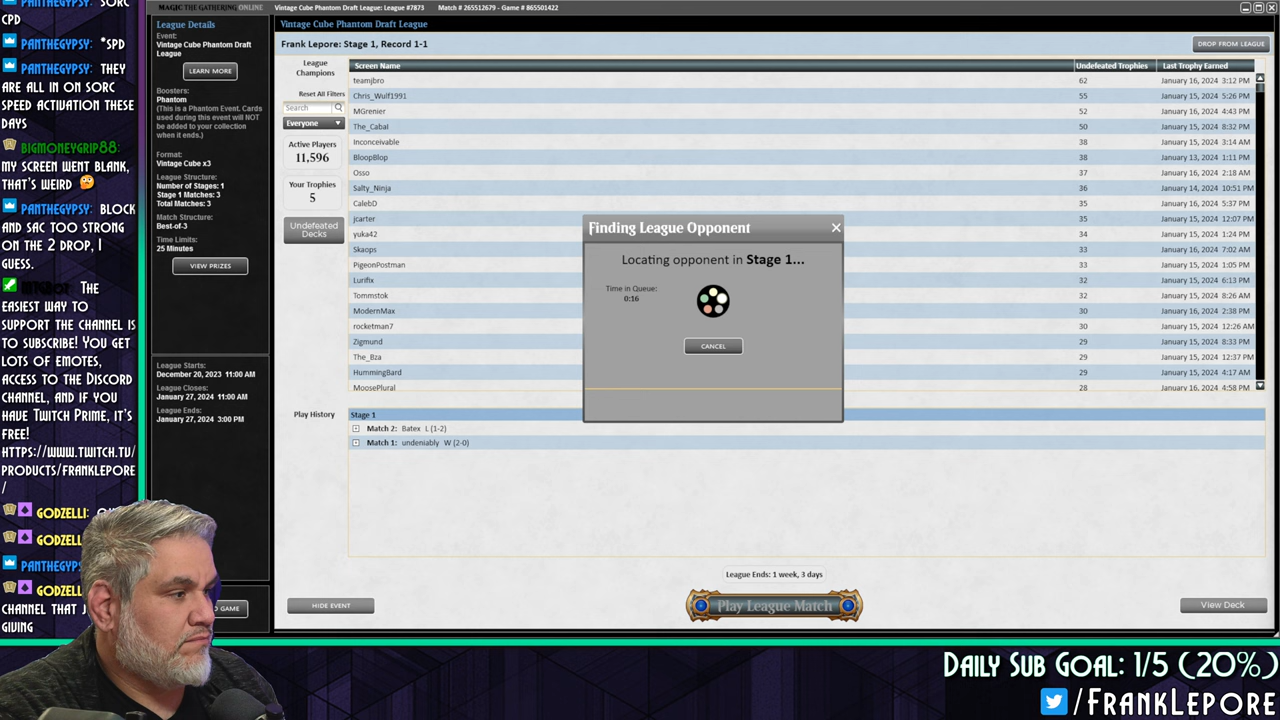 PANTHEGYPSY: SORC
CPD
PANTHEGYPSY: *SPD
PANTHEGYPSY: THEY
ARE ALL IN ON SORC
SPEED ACTIVATION THESE
DAYS
BIGMONEYGRIP88:
MY SCREEN WENT BLANK,
THAT'S WEIRD
PANTHEGYPSY: BLOCK
AND SAC TOO STRONG
ON THE 2 DROP, I
GUESS.
THE
EASIEST WAY TO
SUPPORT THE CHANNEL IS
TO SUBSCRIBE! YOU GET
LOTS OF EMOTES,
ACCESS TO THE DISCORD
CHANNEL, AND IF YOU
HAVE TWITCH PRIME, IT'S
FREE!
HTTPS://WWW.TWITCH.TV/
PRODUCTS/FRANKLEPORE
/
GODZELLI:
GODZELLI:
PANTHEGYPSY:
GODZELLI
CHANNEL THAT J
GIVING
MAGIC THE GATHERING ONLINE
Vintage Cube Phantom Draft League: League #7873 Match # 265512679 - Game # 865501422
League Details
Event:
Vintage Cube Phantom Draft
League
LEARN MORE
Boosters:
Phantom
(This is a Phantom Event. Cards
used during this event will NOT
be added to your collection
when it ends.)
Format:
Vintage Cube x3
League Structure:
Number of Stages: 1
Stage 1 Matches: 3
Total Matches: 3
Match Structure:
Best-of-3
Time Limits:
25 Minutes
VIEW PRIZES
League Starts:
December 20, 2023 11:00 AM
League Closes:
January 27, 2024 11:00 AM
League Ends:
January 27, 2024 3:00 PM
GAME
Vintage Cube Phantom Draft League
Frank Lepore: Stage 1, Record 1-1
DROP FROM LEAGUE
League
Champions
Reset All Filters
Search
Everyone
Active Players
11,596
Your Trophies
5
Undefeated
Decks
Screen Name Undefeated Trophies Last Trophy Earned
teamjbro 62 January 16, 2024 3:12 PM
Chris_Wulf1991 55 January 15, 2024 5:26 PM
MGrenier 52 January 16, 2024 4:43 PM
The_Cabal 50 January 15, 2024 8:32 PM
Inconceivable 38 January 15, 2024 3:14 AM
BloopBlop 38 January 13, 2024 1:11 PM
Osso 37 January 16, 2024 2:18 AM
Salty_Ninja 36 January 14, 2024 10:51 PM
CalebD 35 January 16, 2024 5:37 PM
jcarter 35 January 15, 2024 12:07 PM
yuka42 34 January 15, 2024 1:24 PM
Skaops 33 January 16, 2024 7:02 AM
PigeonPostman 33 January 15, 2024 1:05 PM
Lurifix 32 January 15, 2024 6:13 PM
Tommstok 32 January 15, 2024 8:26 AM
ModernMax 30 January 16, 2024 2:38 PM
rocketman7 30 January 15, 2024 12:26 AM
Zigmund 29 January 15, 2024 8:33 PM
The_Bza 29 January 15, 2024 12:37 PM
HummingBard 29 January 15, 2024 4:17 AM
MoosePlural 28 January 16, 2024 4:58 PM
Finding League Opponent
Locating opponent in Stage 1...
Time in Queue:
0:16
CANCEL
Play History
Stage 1
Match 2: Batex L (1-2)
Match 1: undeniably W (2-0)
League Ends: 1 week, 3 days
HIDE EVENT
Play League Match
View Deck
DAILY SUB GOAL: 1/5 (20%)
/FRANKLEPORE